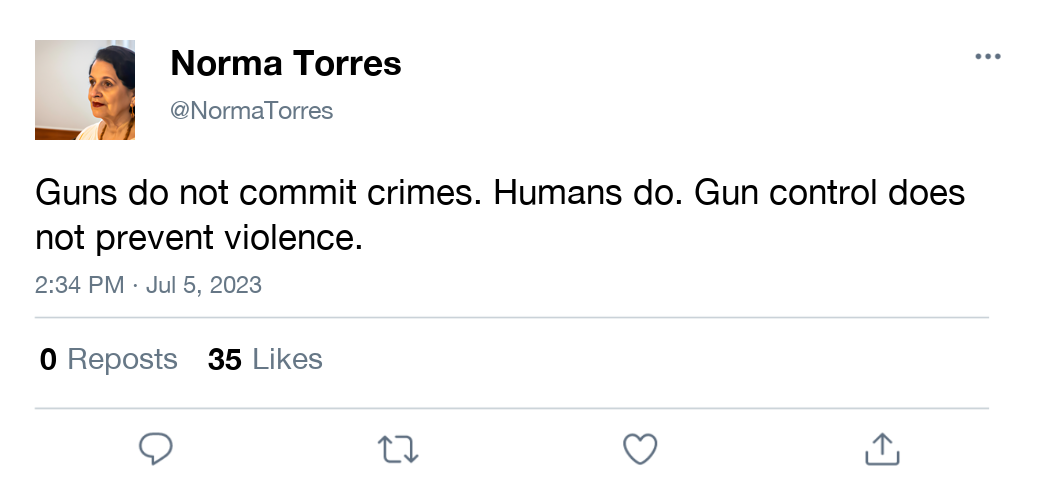 Norma Torres
@NormaTorres
Guns do not commit crimes. Humans do. Gun control does
not prevent violence.
2:34 PM · Jul 5, 2023
0 Reposts 35 Likes